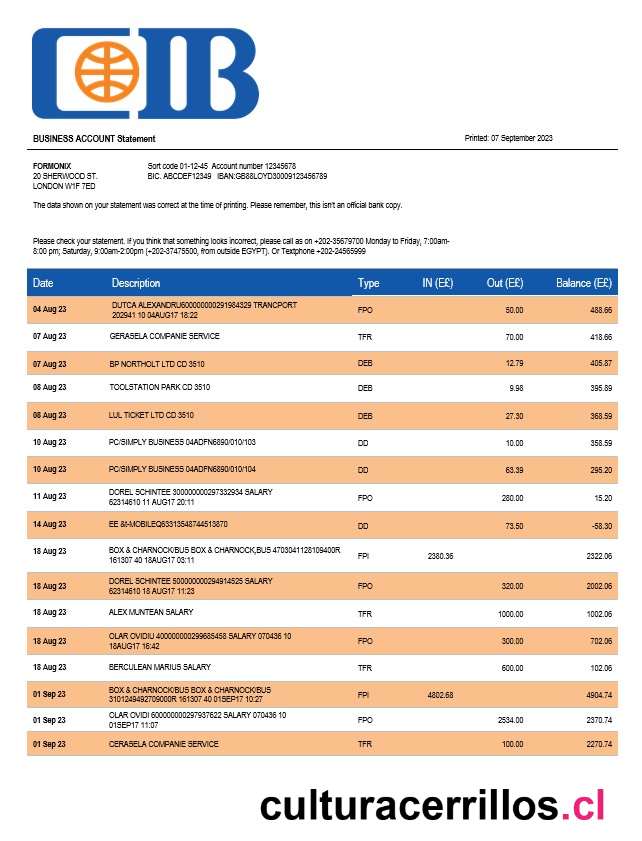 CIB
BUSINESS ACCOUNT Statement Printed: 07 September 2023
FORMONIX Sort code 01-12-45 Account number 12345678
20 SHERWOOD ST. BIC. ABCDEF12349 IBAN:GB88LOYD30009123456789
LONDON W1F 7ED
The data shown on your statement was correct at the time of printing. Please remember, this isn't an official bank copy.
Please check your statement. If you think that something looks incorrect, please call as on +202-35679700 Monday to Friday, 7:00am-
8:00 pm; Saturday, 9:00am-2:00pm (+202-37475500, from outside EGYPT). Or Textphone +202-24565999
Date Description Type IN (E£) Out (E£) Balance (E£)
04 Aug 23 DUTCA ALEXANDRU600000000291984329 TRANCPORT FPO 50.00 488.66
202941 10 04AUG17 18:22
07 Aug 23 GERASELA COMPANIE SERVICE TFR 70.00 418.66
07 Aug 23 BP NORTHOLT LTD CD 3510 DEB 12.79 405.87
08 Aug 23 TCOLSTATION PARK CD 3510 DEB 9.98 395.89
08 Aug 23 LUL TICKET LTD CD 3510 DEB 27.30 368.59
10 Aug 23 PC/SIMPLY BUSINESS 04ADFN6890/010/103 DD 10.00 358.59
10 Aug 23 PC/SIMPLY BUSINESS 04ADFN6890/010/104 DD 63.39 295.20
11 Aug 23 DOREL SCHINTEE 300000000297332934 SALARY FPO 280.00 15.20
62314610 11 AUG17 20:11
14 Aug 23 EE &t-MOBILEQ63313548744513870 DD 73.50 -58.30
18 Aug 23 BOX & CHARNOCK/BUS BOX & CHARNOCK,BUS 4703041128109400R FPI 2380.36 2322.06
161307 40 18AUG17 03:11
18 Aug 23 DOREL SCHINTEE 500000000294914525 SALARY FPO 320.00 2002.06
62314610 18 AUG17 11:23
18 Aug 23 ALEX MUNTEAN SALARY TFR 1000.00 1002.06
18 Aug 23 OLAR OVIDIU 400000000299685458 SALARY 070436 10 FPO 300.00 702.06
18AUG17 16:42
18 Aug 23 BERCULEAN MARIUS SALARY TFR 600.00 102.06
01 Sep 23 BOX & CHARNOCK/BUS BOX & CHARNOCK/BUS FPI 4802.68 4904.74
3101249492709000R 161307 40 01SEP17 10:27
01 Sep 23 CLAR OVIDI 600000000297937622 SALARY 070436 10 FPO 2534.00 2370.74
01SEP17 11:07
01 Sep 23 CERASELA COMPANIE SERVICE TFR 100.00 2270.74
culturacerrillos.cl